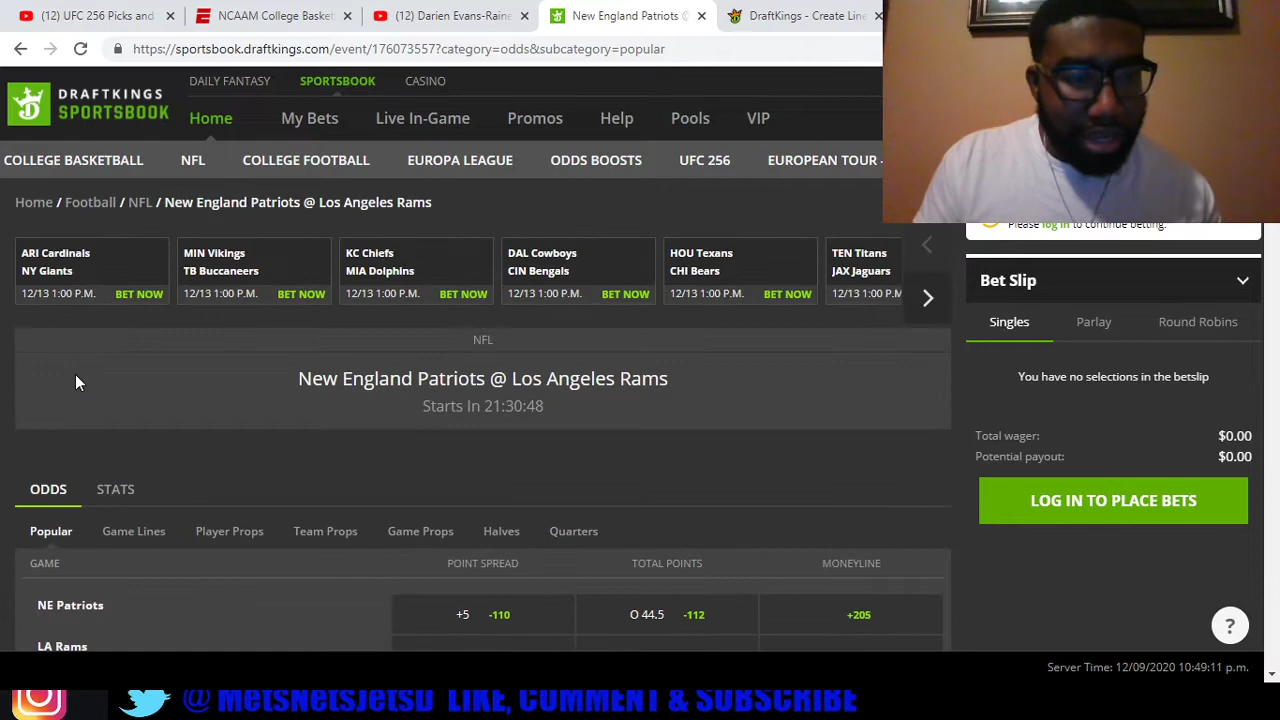 (12) UFC 256 Picks and
NCAAM College Basket
(12) Darien Evans-Raine
New England Patriots @
DraftKings - Create Line
https://sportsbook.draftkings.com/event/176073557?category=odds&subcategory=popular
DAILY FANTASY SPORTSBOOK CASINO
DRAFTKINGS
SPORTSBOOK
Home My Bets Live In-Game Promos Help Pools VIP
COLLEGE BASKETBALL NFL COLLEGE FOOTBALL EUROPA LEAGUE ODDS BOOSTS UFC 256 EUROPEAN TOUR -
Home / Football / NFL / New England Patriots @ Los Angeles Rams
Please log in to continue betting.
ARI Cardinals
NY Giants
12/13 1:00 P.M. BET NOW
MIN Vikings
TB Buccaneers
12/13 1:00 P.M. BET NOW
KC Chiefs
MIA Dolphins
12/13 1:00 P.M. BET NOW
DAL Cowboys
CIN Bengals
12/13 1:00 P.M. BET NOW
HOU Texans
CHI Bears
12/13 1:00 P.M. BET NOW
TEN Titans
JAX Jaguars
12/13 1:00 P.M
NFL
New England Patriots @ Los Angeles Rams
Starts In 21:30:48
ODDS STATS
Popular Game Lines Player Props Team Props Game Props Halves Quarters
GAME POINT SPREAD TOTAL POINTS MONEYLINE
NE Patriots +5 -110 O 44.5 -112 +205
LA Rams
Bet Slip
Singles Parlay Round Robins
You have no selections in the betslip
Total wager: $0.00
Potential payout: $0.00
LOG IN TO PLACE BETS
?
Server Time: 12/09/2020 10:49:11 p.m.
@ MetsNetsJetsD LIKE, COMMENT & SUBSCRIBE